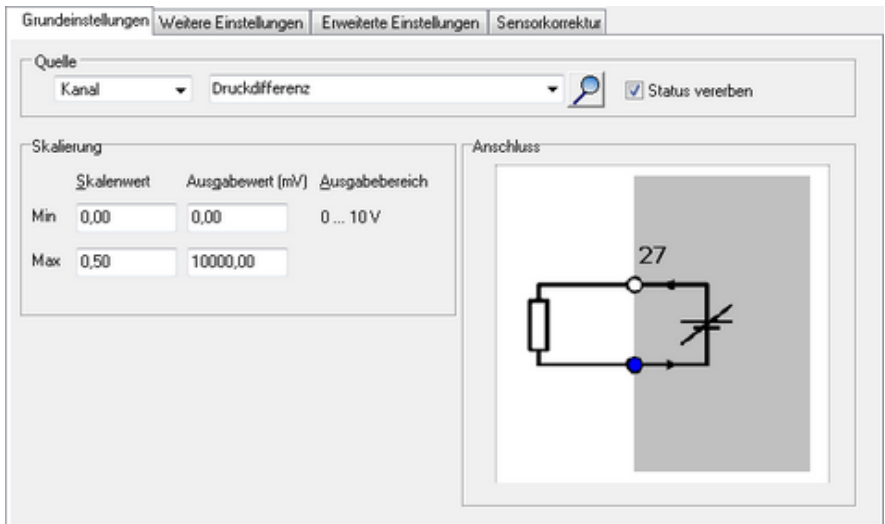 Grundeinstellungen Weitere Einstellungen Erweiterte Einstellungen Sensorkorrektur
Quelle
Kanal Druckdifferenz Status vererben
Skalierung
Skalenwert Ausgabewert (mV) Ausgabebereich
Min 0,00 0,00 0 ... 10 V
Max 0,50 10000,00
Anschluss
27